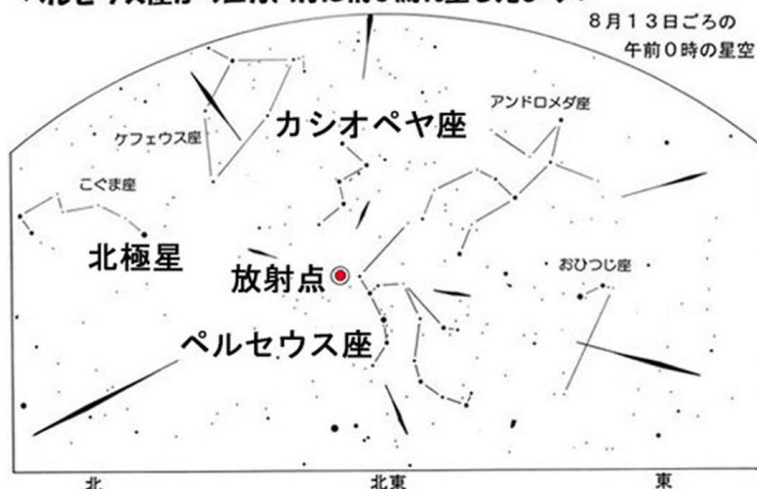 8月13日ごろの
午前0時の星空
アンドロメダ座
カシオペヤ座
ケフェウス座
こぐま座
北極星
放射点
おひつじ座
ペルセウス座
北
北東
東